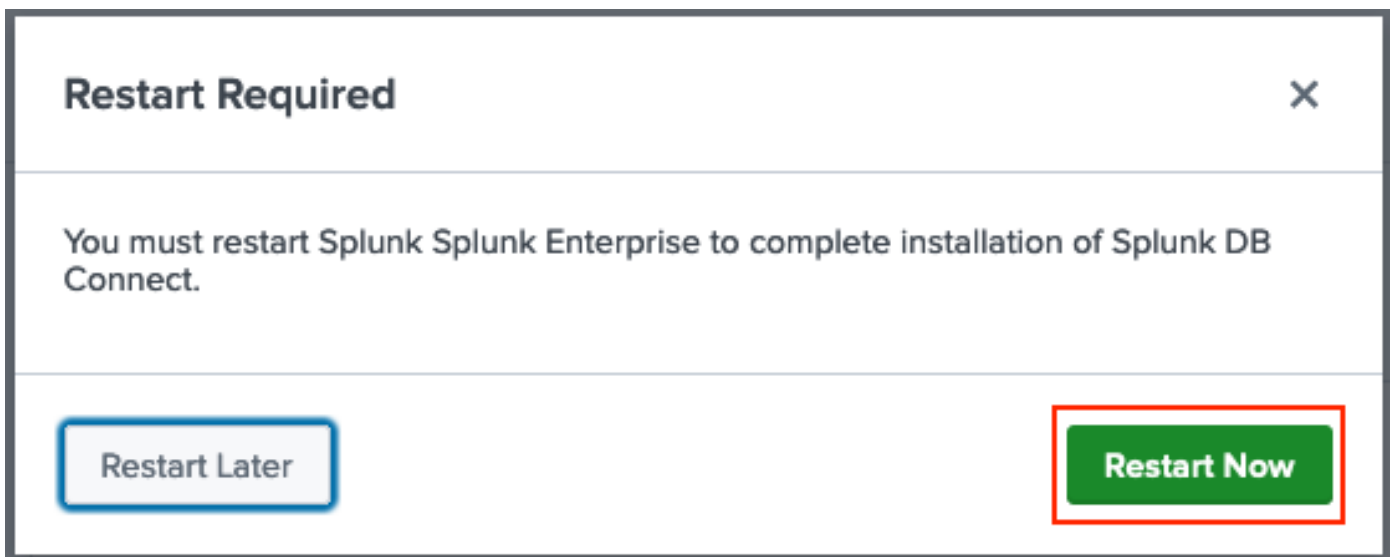 Restart Required
You must restart Splunk Splunk Enterprise to complete installation of Splunk DB
Connect.
Restart Later
Restart Now